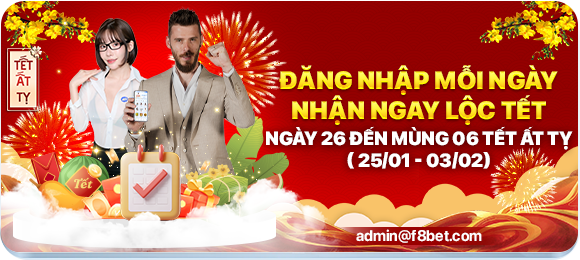 TẾT
ẤT
TỴ
ĐĂNG NHẬP MỖI NGÀY
NHẬN NGAY LỘC TẾT
NGÀY 26 ĐẾN MÙNG 06 TẾT ẤT TỴ
( 25/01 - 03/02)
Tết
admin@f8bet.com